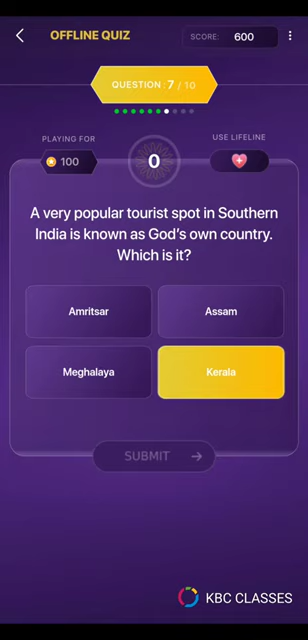 OFFLINE QUIZ
SCORE: 600
QUESTION : 7 / 10
PLAYING FOR
100
0
USE LIFELINE
A very popular tourist spot in Southern
India is known as God's own country.
Which is it?
Amritsar
Assam
Meghalaya
Kerala
SUBMIT
KBC CLASSES